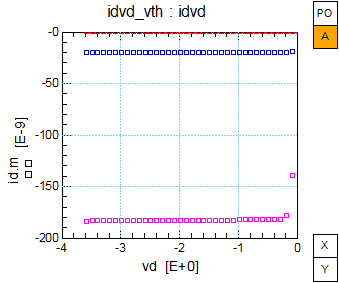 idvd_vth : idvd
PO
A
-0
-50
-100
-150
-200
id.m [E-9]
-4 -3 -2 -1 0
vd [E+0]
X
Y